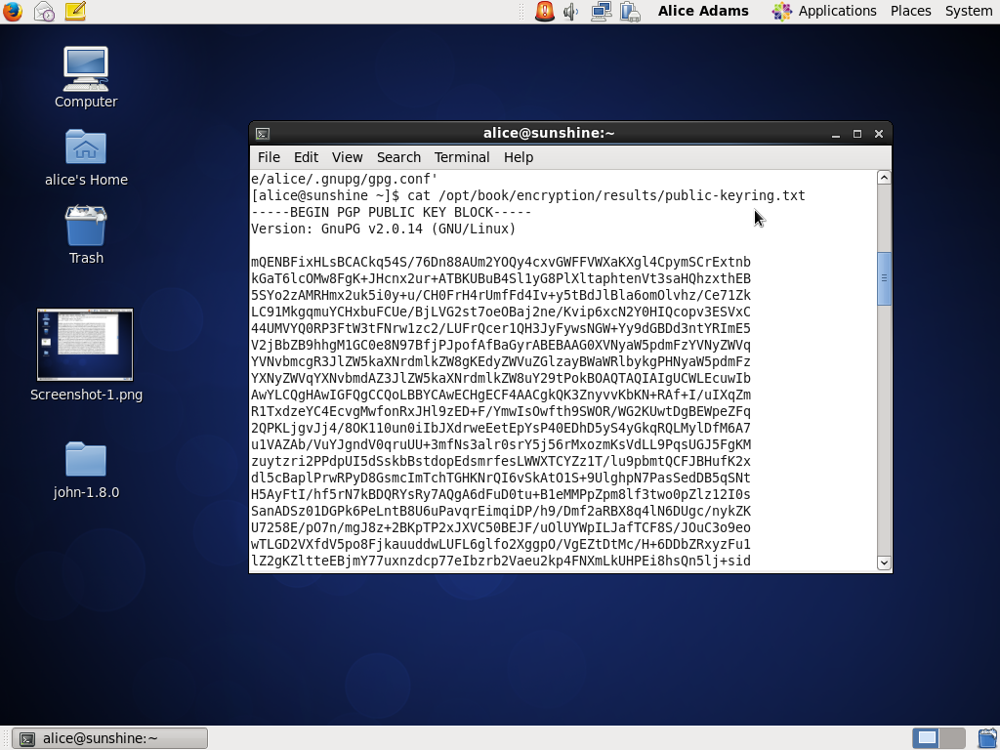 Alice Adams
Applications
Places
System
Computer
alice's Home
Trash
Screenshot-1.png
john-1.8.0
alice@sunshine:~
File Edit View Search Terminal Help
e/alice/.gnupg/gpg.conf'
[alice@sunshine ~]$ cat /opt/book/encryption/results/public-keyring.txt
-----BEGIN PGP PUBLIC KEY BLOCK-----
Version: GnuPG v2.0.14 (GNU/Linux)
mQENBFixHLsBCACkq54S/76Dn88AUm2YOQy4cxvGWFFVWXaKXgl4CpymSCrExtnb
kGaT6lcOMw8FgK+JHcnx2ur+ATBKUBuB4Sl1yG8PlXltaphtenVt3saHQhzxthEB
5SYo2zAMRHmx2uk5i0y+u/CH0FrH4rUmfFd4Iv+y5tBdJlBla6omOlvhz/Ce71Zk
LC91MkgqmuYCHxbuFCUe/BjLVG2st7oeOBaj2ne/Kvip6xcN2Y0HIQcopv3ESVxC
44UMVYQ0RP3FtW3tFNrw1zc2/LUFrQcer1QH3JyFywsNGW+Yy9dGBDd3ntYRImE5
V2jBbZB9hhgM1GC0e8N97BfjPJpofAfBaGyrABEBAAG0XVNyaW5pdmFzYVNyZWVq
YVNvbmcgR3JlZW5kaXNrdmlkZW8gKEdyZWVuZGlzayBWaWRlbykgPHNyaW5pdmFz
YXNyZWVqYXNvbmdAZ3JlZW5kaXNrdmlkZW8uY29tPokBOAQTAQIAIgUCWLEcuwIb
AwYLCQgHAwIGFQgCCQoLBBYCAwECHgECF4AACgkQK3ZnyvvKbKN+RAf+I/uIXqZm
R1TxdzeYC4EcvgMwfonRxJHl9zED+F/YmwIsOwfth9SWOR/WG2KUwtDgBEWpeZFq
2QPKLjgvJj4/8OK110un0iIbJXdrweEetEpYsP40EDhD5yS4yGkqRQLMylDfM6A7
u1VAZAb/VuYJgndV0qruUU+3mfNs3alr0srY5j56rMxozmKsVdLL9PqsUGJ5FgKM
zuytzri2PPdpUI5dSskbBstdopEdsmrfesLWWXTCYZz1T/lu9pbmtQCFJBHufK2x
dl5cBaplPrwRPyD8GsmcImTchTGHKNrQI6vSkAtO1S+9UlghpN7PasSedDB5qSNt
H5AyFtI/hf5rN7kBDQRYsRy7AQgA6dFuD0tu+B1eMMPpZpm8lf3two0pZlz12I0s
SanADSz01DGPk6PeLntB8U6uPavqrEimqiDP/h9/Dmf2aRBX8q4lN6DUgc/nykZK
U7258E/pO7n/mgJ8z+2BKpTP2xJXVC50BEJF/uOlUYWpILJafTCF8S/JOuC3o9eo
wTLGD2VXfdV5po8FjkauuddwLUFL6glfo2XggpO/VgEZtDtMc/H+6DDbZRxyzFu1
lZ2gKZltteEBjmY77uxnzdcp77eIbzrb2Vaeu2kp4FNXmLkUHPEi8hsQn5lj+sid
alice@sunshine:~